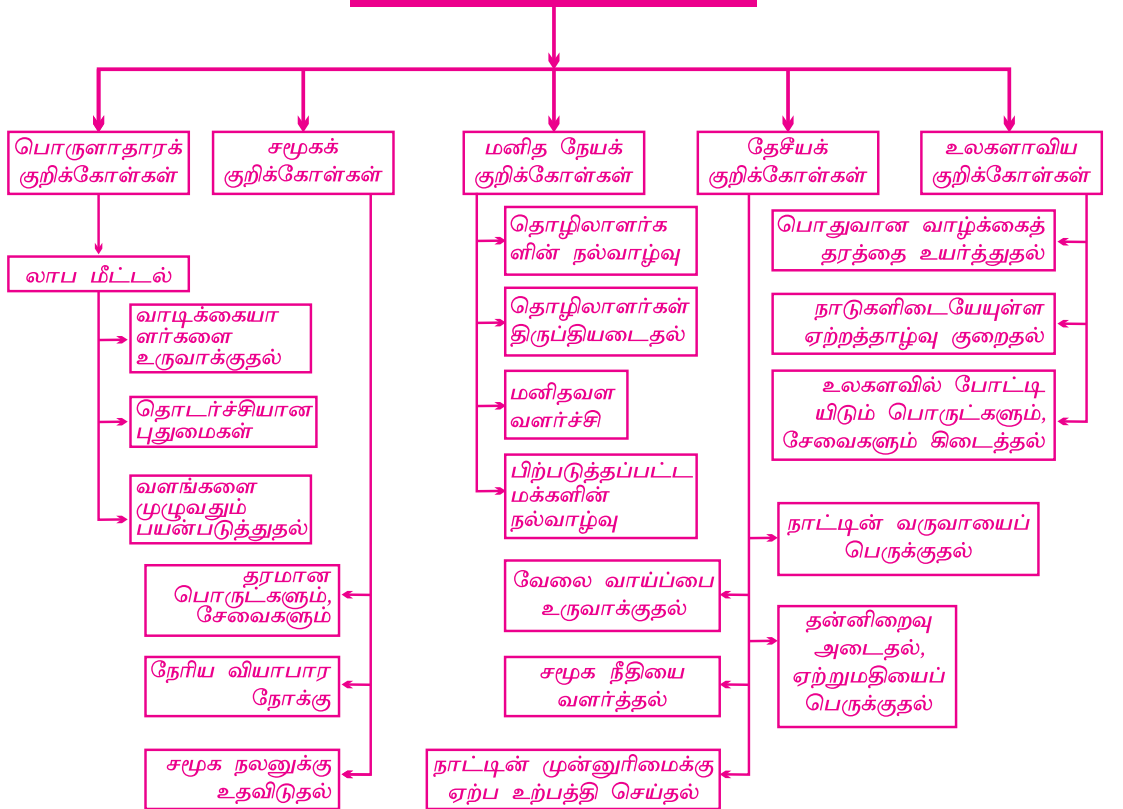 பொருளாதாரக்
குறிக்கோள்கள்
சமூகக்
குறிக்கோள்கள்
மனித நேயக்
குறிக்கோள்கள்
தேசீயக்
குறிக்கோள்கள்
உலகளாவிய
குறிக்கோள்கள்
லாப மீட்டல்
வாடிக்கையா
ளர்களை
உருவாக்குதல்
தொடர்ச்சியான
புதுமைகள்
வளங்களை
முழுவதும்
பயன்படுத்துதல்
தரமான
பொருட்களும்,
சேவைகளும்
நேரிய வியாபார
நோக்கு
சமூக நலனுக்கு
உதவிடுதல்
தொழிலாளர்க
ளின் நல்வாழ்வு
தொழிலாளர்கள்
திருப்தியடைதல்
மனிதவள
வளர்ச்சி
பிற்படுத்தப்பட்ட
மக்களின்
நல்வாழ்வு
வேலை வாய்ப்பை
உருவாக்குதல்
சமூக நீதியை
வளர்த்தல்
நாட்டின் முன்னுரிமைக்கு
ஏற்ப உற்பத்தி செய்தல்
நாட்டின் வருவாயைப்
பெருக்குதல்
தன்னிறைவு
அடைதல்,
ஏற்றுமதியைப்
பெருக்குதல்
பொதுவான வாழ்க்கைத்
தரத்தை உயர்த்துதல்
நாடுகளிடையேயுள்ள
ஏற்றத்தாழ்வு குறைதல்
உலகளவில் போட்டி
யிடும் பொருட்களும்,
சேவைகளும் கிடைத்தல்